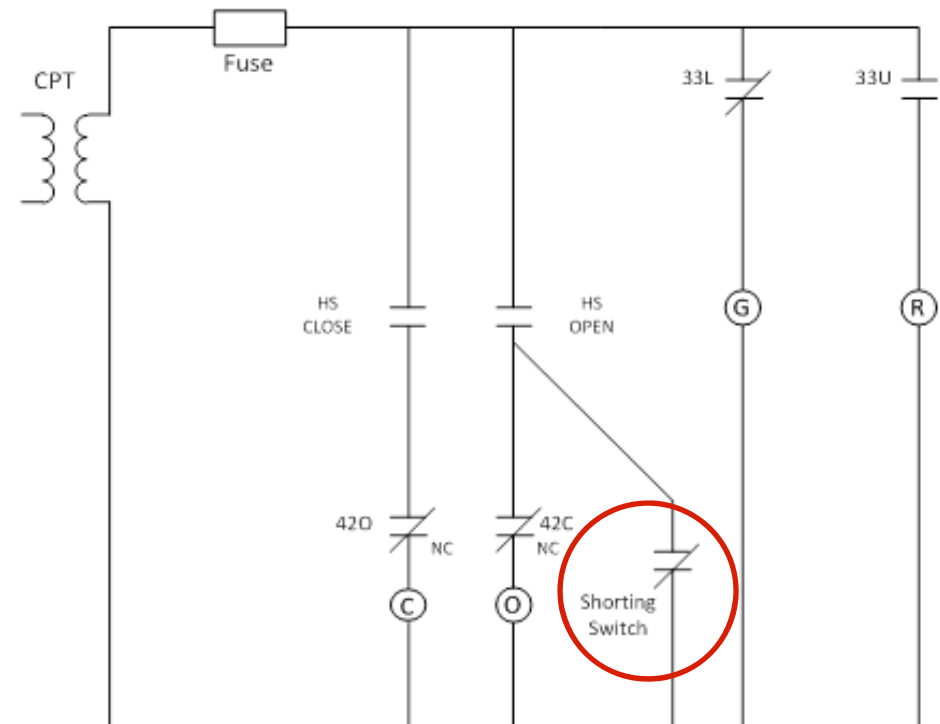 CPT
Fuse
33L
33U
HS
CLOSE
HS
OPEN
G
R
42O
NC
42C
NC
C
O
Shorting
Switch